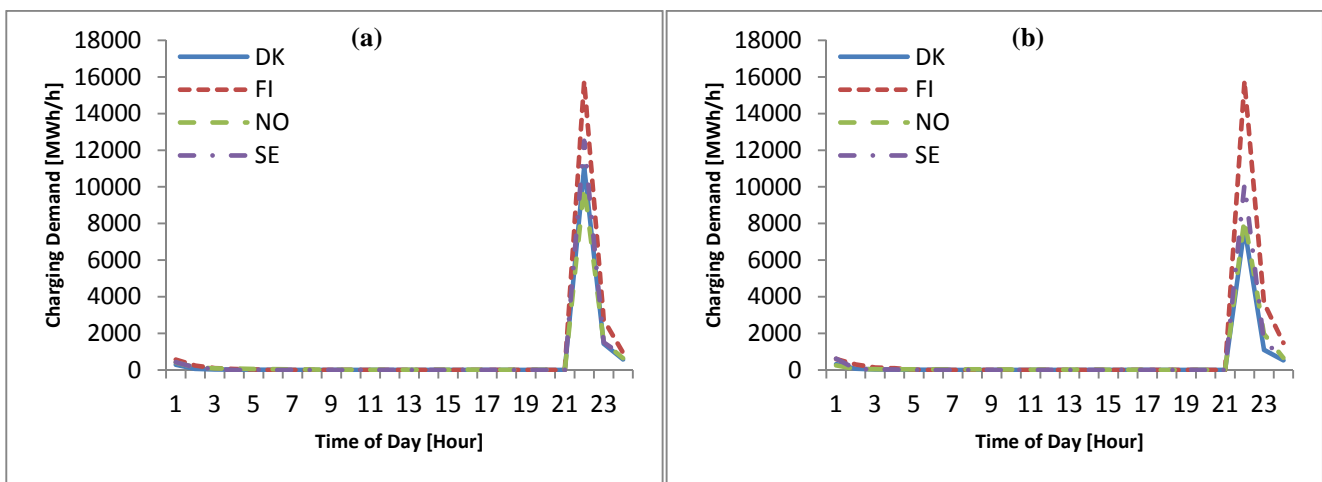 (a)
18000
16000
14000
12000
10000
8000
6000
4000
2000
0
Charging Demand [MWh/h]
DK
FI
NO
SE
1 3 5 7 9 11 13 15 17 19 21 23
Time of Day [Hour]
(b)
18000
16000
14000
12000
10000
8000
6000
4000
2000
0
Charging Demand [MWh/h]
DK
FI
NO
SE
1 3 5 7 9 11 13 15 17 19 21 23
Time of Day [Hour]